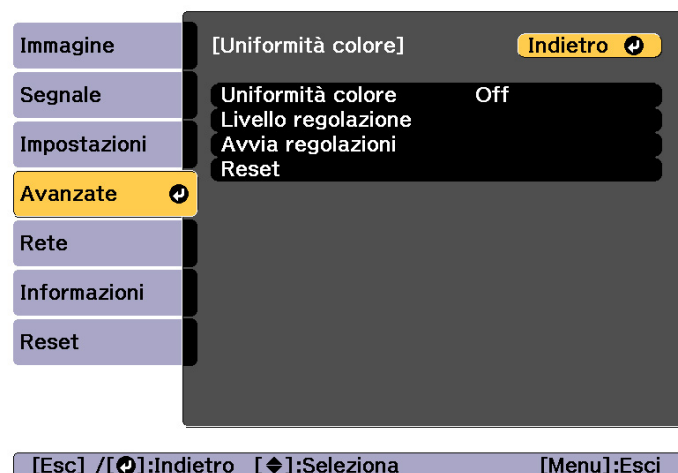 Immagine
Segnale
Impostazioni
Avanzate
Rete
Informazioni
Reset
[Uniformità colore] Indietro
Uniformità colore Off
Livello regolazione
Avvia regolazioni
Reset
[Esc] /[ ]:Indietro [ ]:Seleziona [Menu]:Esci